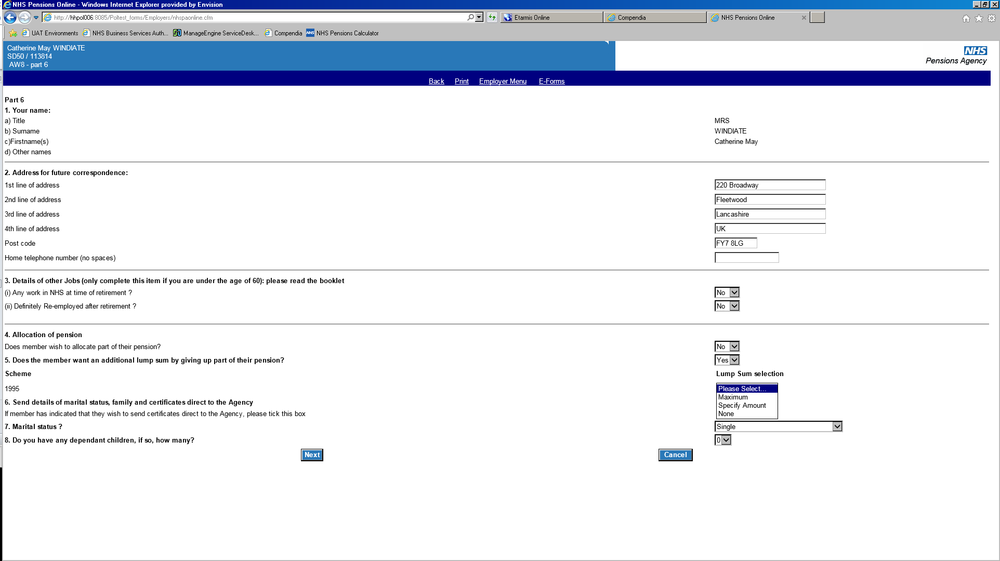 NHS Pensions Online - Windows Internet Explorer provided by Envision
http://hhpol006:8085/Poltest_forms/Employers/nhspaonline.cfm
Etarmis Online
Compendia
NHS Pensions Online
UAT Environments
NHS Business Services Auth...
ManageEngine ServiceDesk...
Compendia
NHS NHS Pensions Calculator
Catherine May WINDIATE
SD50 / 113814
AW8 - part 6
NHS
Pensions Agency
Back Print Employer Menu E-Forms
Part 6
1. Your name:
a) Title MRS
b) Surname WINDIATE
c)Firstname(s) Catherine May
d) Other names
2. Address for future correspondence:
1st line of address 220 Broadway
2nd line of address Fleetwood
3rd line of address Lancashire
4th line of address UK
Post code FY7 8LG
Home telephone number (no spaces)
3. Details of other Jobs (only complete this item if you are under the age of 60): please read the booklet
(i) Any work in NHS at time of retirement ? No
(ii) Definitely Re-employed after retirement ? No
4. Allocation of pension
Does member wish to allocate part of their pension? No
5. Does the member want an additional lump sum by giving up part of their pension? Yes
Scheme Lump Sum selection
1995 Please Select...
Maximum
Specify Amount
None
6. Send details of marital status, family and certificates direct to the Agency
If member has indicated that they wish to send certificates direct to the Agency, please tick this box
7. Marital status ? Single
8. Do you have any dependant children, if so, how many? 0
Next Cancel